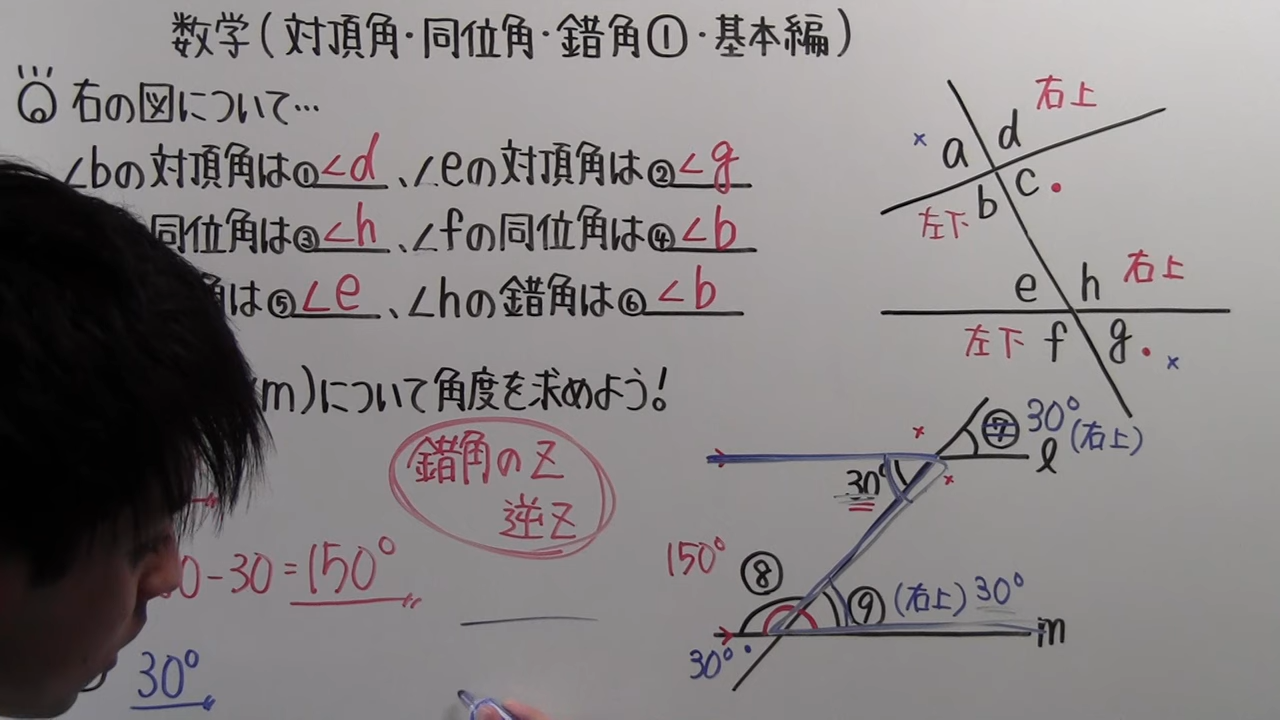 数学(対頂角・同位角・錯角①・基本編)
右の図について…
∠bの対頂角は①∠d、∠eの対頂角は②∠g
同位角は③∠h、∠fの同位角は④∠b
角は⑤∠e、∠hの錯角は⑥∠b
m)について角度を求めよう!
錯角のZ
逆Z
0-30=150°
30°
右上
a d
b c
左下
右上
e h
左下 f g
⑦ 30°(右上)
ℓ
30°
150° ⑧
⑨ (右上) 30°
m
30°